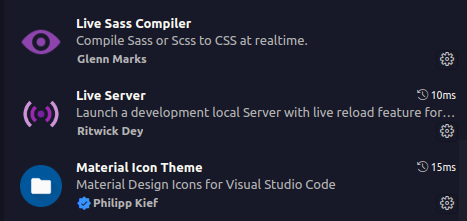 Live Sass Compiler
Compile Sass or Scss to CSS at realtime.
Glenn Marks
Live Server 10ms
Launch a development local Server with live reload feature for...
Ritwick Dey
Material Icon Theme 15ms
Material Design Icons for Visual Studio Code
Philipp Kief